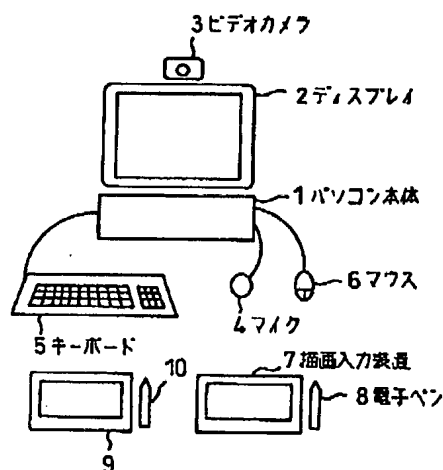 3 ビデオカメラ
2 ディスプレイ
1 パソコン本体
6 マウス
4 マイク
5 キーボード
10
7 描画入力装置
8 電子ペン
9